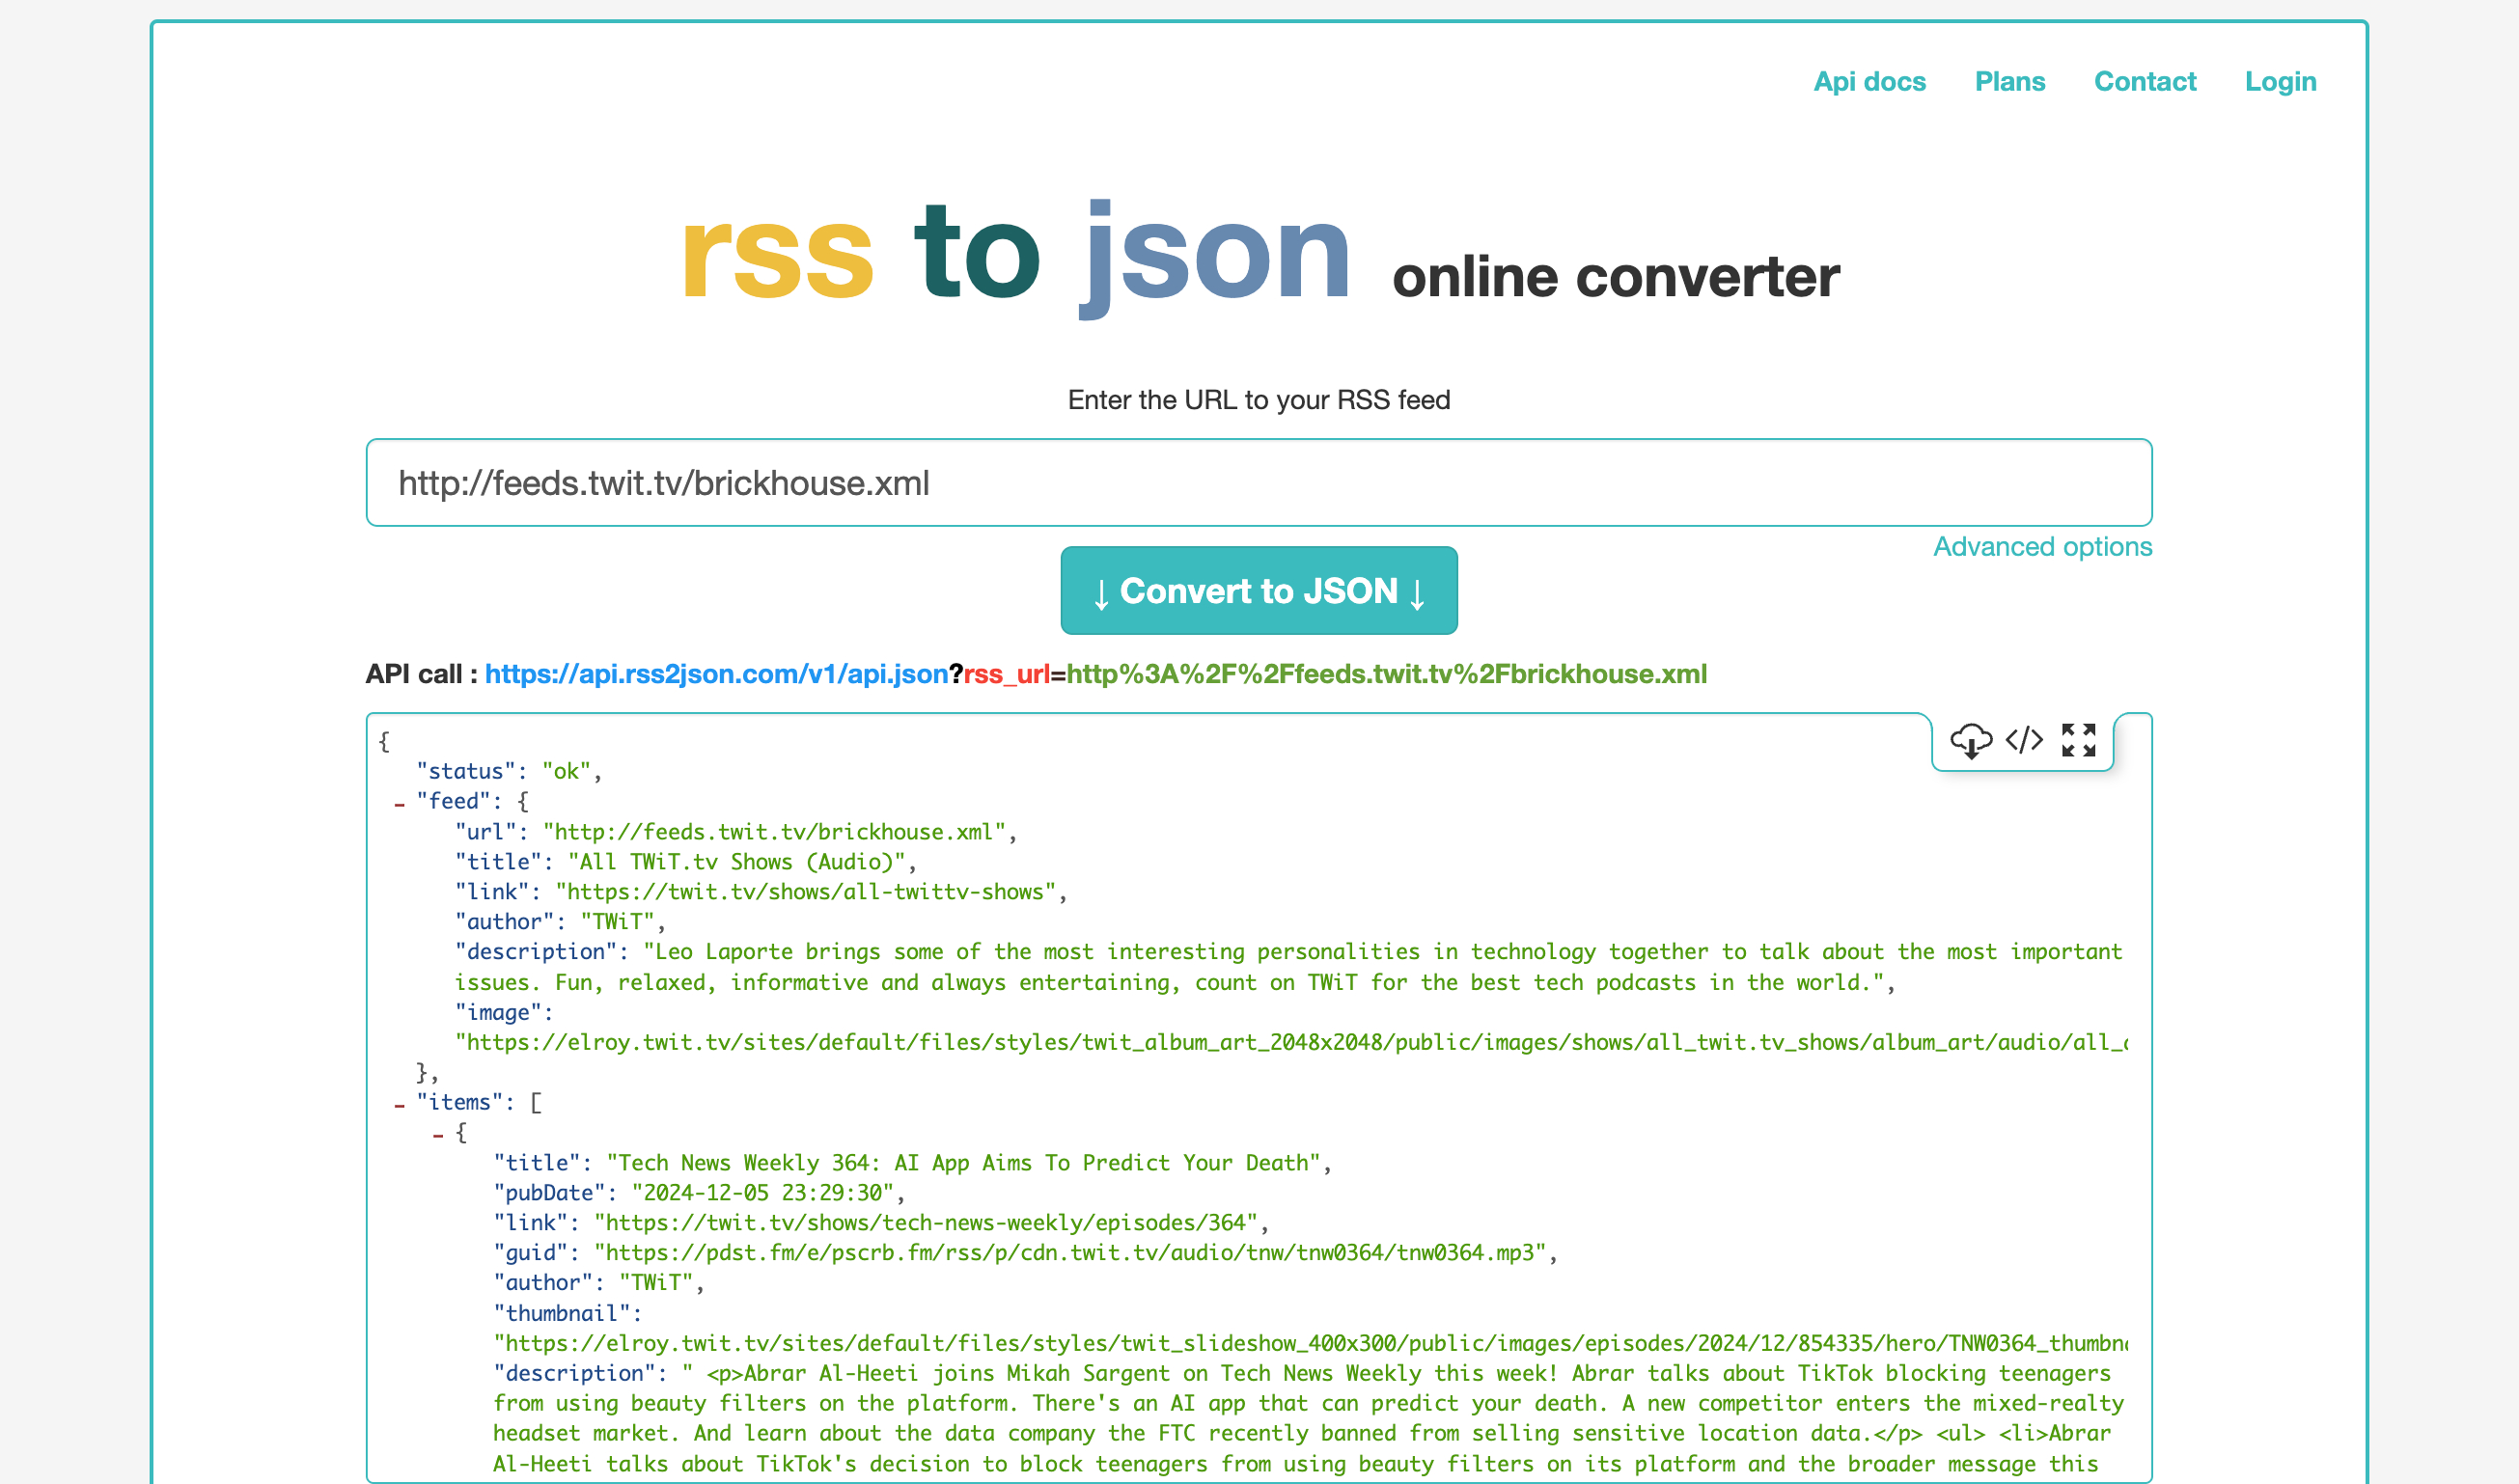 Api docs Plans Contact Login
rss to json online converter
Enter the URL to your RSS feed
http://feeds.twit.tv/brickhouse.xml
Advanced options
↓ Convert to JSON ↓
API call : https://api.rss2json.com/v1/api.json?rss_url=http%3A%2F%2Ffeeds.twit.tv%2Fbrickhouse.xml
{
"status": "ok",
"feed": {
"url": "http://feeds.twit.tv/brickhouse.xml",
"title": "All TWiT.tv Shows (Audio)",
"link": "https://twit.tv/shows/all-twittv-shows",
"author": "TWiT",
"description": "Leo Laporte brings some of the most interesting personalities in technology together to talk about the most important
issues. Fun, relaxed, informative and always entertaining, count on TWiT for the best tech podcasts in the world.",
"image":
"https://elroy.twit.tv/sites/default/files/styles/twit_album_art_2048x2048/public/images/shows/all_twit.tv_shows/album_art/audio/all_
},
"items": [
{
"title": "Tech News Weekly 364: AI App Aims To Predict Your Death",
"pubDate": "2024-12-05 23:29:30",
"link": "https://twit.tv/shows/tech-news-weekly/episodes/364",
"guid": "https://pdst.fm/e/pscrb.fm/rss/p/cdn.twit.tv/audio/tnw/tnw0364/tnw0364.mp3",
"author": "TWiT",
"thumbnail":
"https://elroy.twit.tv/sites/default/files/styles/twit_slideshow_400x300/public/images/episodes/2024/12/854335/hero/TNW0364_thumbn
"description": " <p>Abrar Al-Heeti joins Mikah Sargent on Tech News Weekly this week! Abrar talks about TikTok blocking teenagers
from using beauty filters on the platform. There's an AI app that can predict your death. A new competitor enters the mixed-realty
headset market. And learn about the data company the FTC recently banned from selling sensitive location data.</p> <ul> <li>Abrar
Al-Heeti talks about TikTok's decision to block teenagers from using beauty filters on its platform and the broader message this